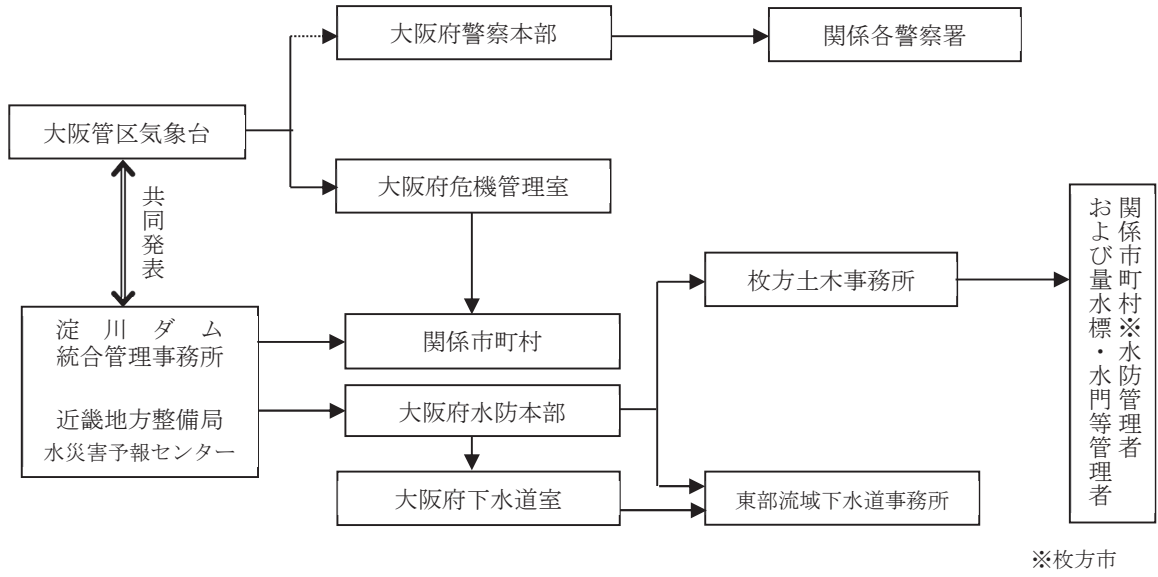 大阪府警察本部
関係各警察署
大阪管区気象台
共同発表
大阪府危機管理室
淀川ダム
統合管理事務所
近畿地方整備局
水災害予報センター
関係市町村
大阪府水防本部
大阪府下水道室
枚方土木事務所
東部流域下水道事務所
関係市町村※水防管理者
および量水標・水門等管理者
※枚方市